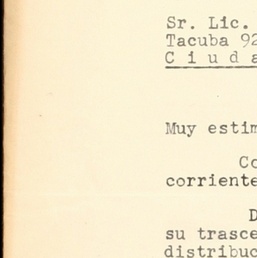 Sr. Lic.
Tacuba 92
C i u d a
Muy estim
Co
corriente
D
su trasce
distribuc